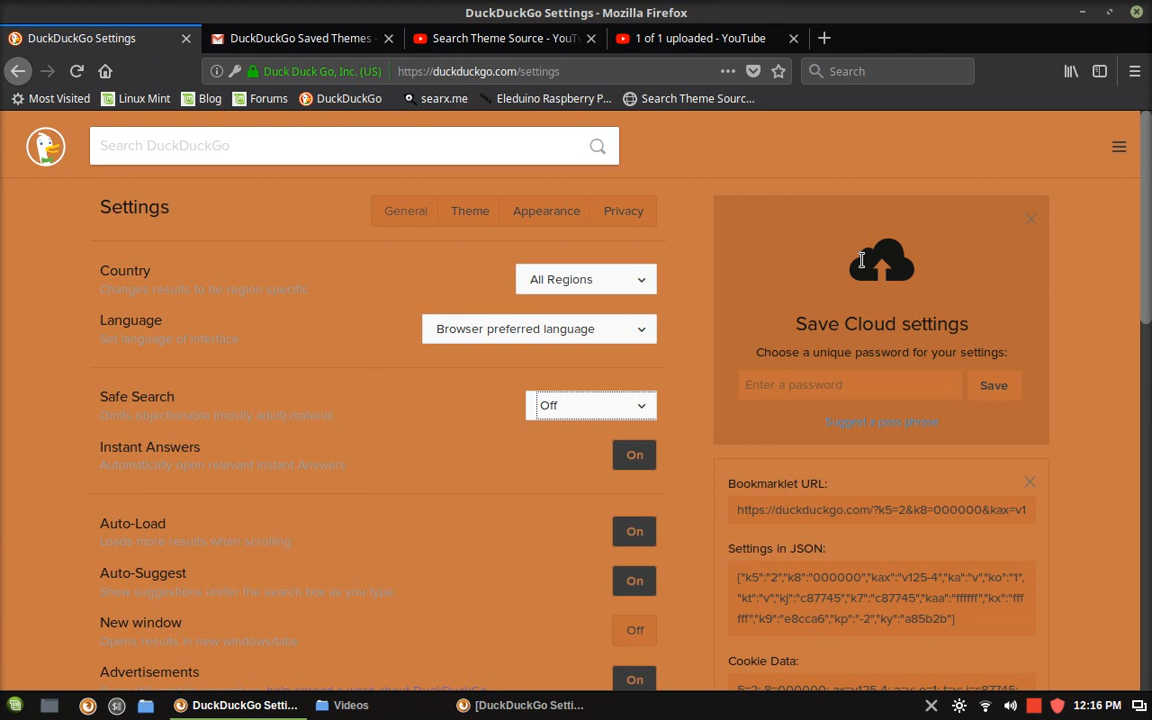 DuckDuckGo Settings - Mozilla Firefox
DuckDuckGo Settings
DuckDuckGo Saved Themes -
Search Theme Source - YouT
1 of 1 uploaded - YouTube
Duck Duck Go, Inc. (US)
https://duckduckgo.com/settings
Search
Most Visited
Linux Mint
Blog
Forums
DuckDuckGo
searx.me
Eleduino Raspberry P...
Search Theme Sourc...
Search DuckDuckGo
Settings
General
Theme
Appearance
Privacy
Country
Changes results to be region specific
All Regions
Language
Set language of interface
Browser preferred language
Safe Search
Omits objectionable (mostly adult) material
Off
Instant Answers
Automatically open relevant Instant Answers
On
Auto-Load
Loads more results when scrolling
On
Auto-Suggest
Show suggestions under the search box as you type
On
New window
Opens results in new windows/tabs
Off
Advertisements
On
Save Cloud settings
Choose a unique password for your settings:
Enter a password
Save
Suggest a pass phrase
Bookmarklet URL:
https://duckduckgo.com/?k5=2&k8=000000&kax=v1
Settings in JSON:
{"k5":"2","k8":"000000","kax":"v125-4","ka":"v","ko":"1",
"kt":"v","kj":"c87745","k7":"c87745","kaa":"ffffff","kx":"fff
fff","k9":"e8cca6","kp":"-2","ky":"a85b2b"}
Cookie Data:
5=2; 8=000000; ax=v125-4; a=v; o=1; t=v; j=c87745;
DuckDuckGo Setti...
Videos
[DuckDuckGo Setti...
12:16 PM